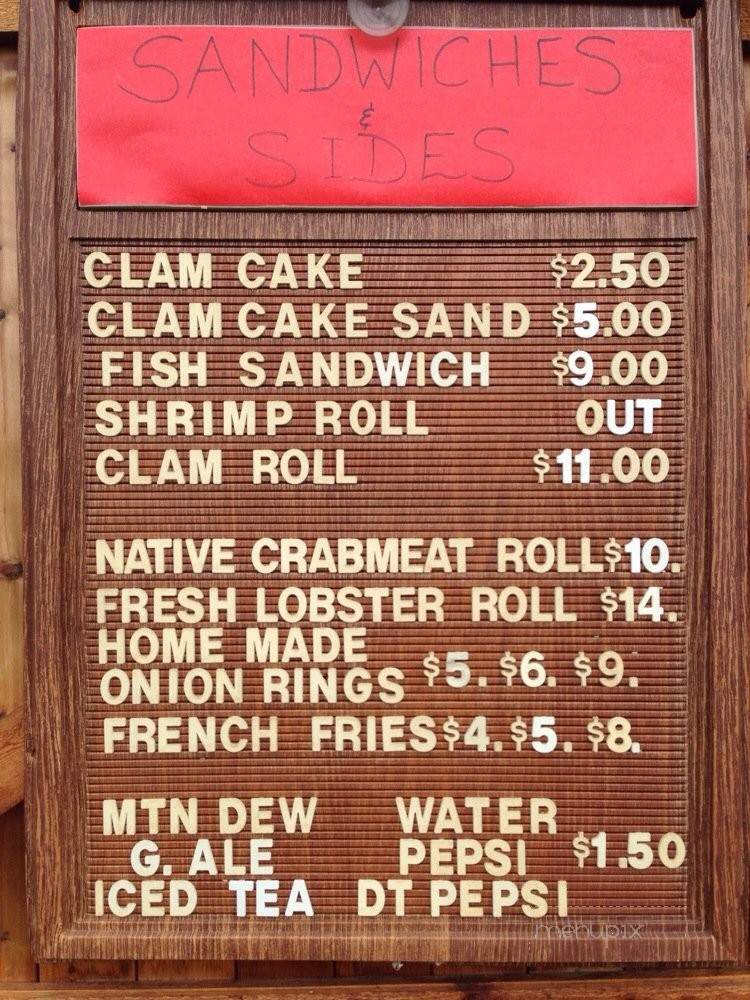 SANDWICHES
&
SIDES
CLAM CAKE $2.50
CLAM CAKE SAND $5.00
FISH SANDWICH $9.00
SHRIMP ROLL OUT
CLAM ROLL $11.00
NATIVE CRABMEAT ROLL $10.
FRESH LOBSTER ROLL $14.
HOME MADE
ONION RINGS $5. $6. $9.
FRENCH FRIES $4. $5. $8.
MTN DEW WATER
G. ALE PEPSI $1.50
ICED TEA DT PEPSI
menupix